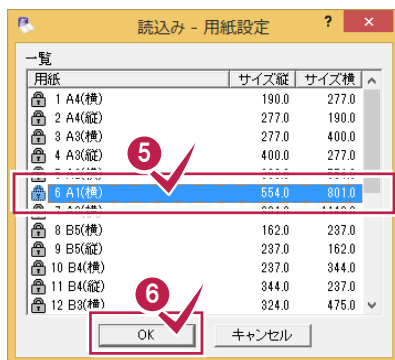 読込み - 用紙設定 ? ×
一覧
用紙 サイズ縦 サイズ横
1 A4(横) 190.0 277.0
2 A4(縦) 277.0 190.0
3 A3(横) 277.0 400.0
4 A3(縦) 400.0 277.0
5
6 A1(横) 554.0 801.0
8 B5(横) 162.0 237.0
9 B5(縦) 237.0 162.0
10 B4(横) 237.0 344.0
11 B4(縦) 344.0 237.0
12 B3(横) 324.0 475.0
6
OK キャンセル